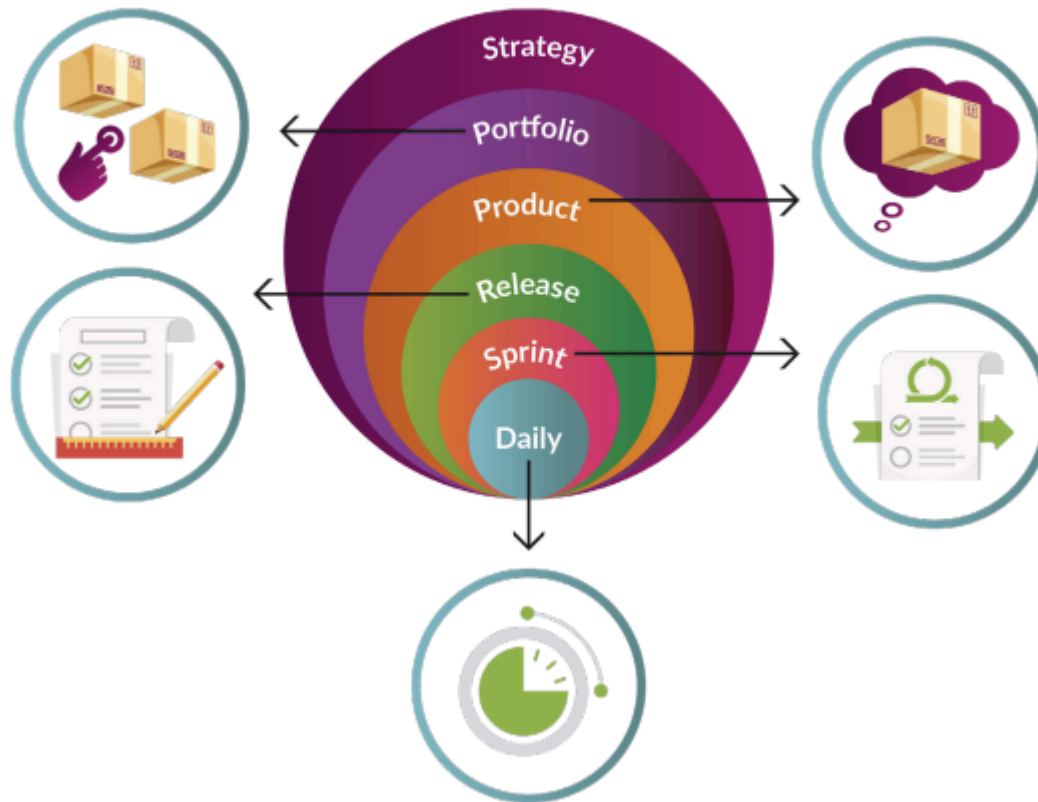 Strategy
Portfolio
Product
Release
Sprint
Daily